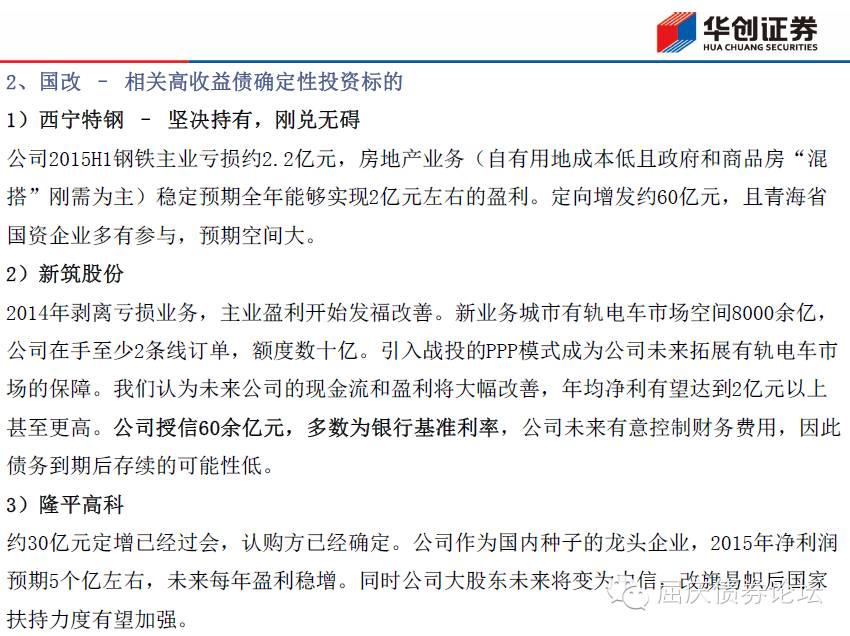 华创证券
HUA CHUANG SECURITIES
2、国改 – 相关高收益债确定性投资标的
1）西宁特钢 – 坚决持有，刚兑无碍
公司2015H1钢铁主业亏损约2.2亿元，房地产业务（自有用地成本低且政府和商品房“混
搭”刚需为主）稳定预期全年能够实现2亿元左右的盈利。定向增发约60亿元，且青海省
国资企业多有参与，预期空间大。
2）新筑股份
2014年剥离亏损业务，主业盈利开始发福改善。新业务城市有轨电车市场空间8000余亿，
公司在手至少2条线订单，额度数十亿。引入战投的PPP模式成为公司未来拓展有轨电车市
场的保障。我们认为未来公司的现金流和盈利将大幅改善，年均净利有望达到2亿元以上
甚至更高。公司授信60余亿元，多数为银行基准利率，公司未来有意控制财务费用，因此
债务到期后存续的可能性低。
3）隆平高科
约30亿元定增已经过会，认购方已经确定。公司作为国内种子的龙头企业，2015年净利润
预期5个亿左右，未来每年盈利稳增。同时公司大股东未来将变为中信，改旗易帜后国家
扶持力度有望加强。
屈庆债券论坛